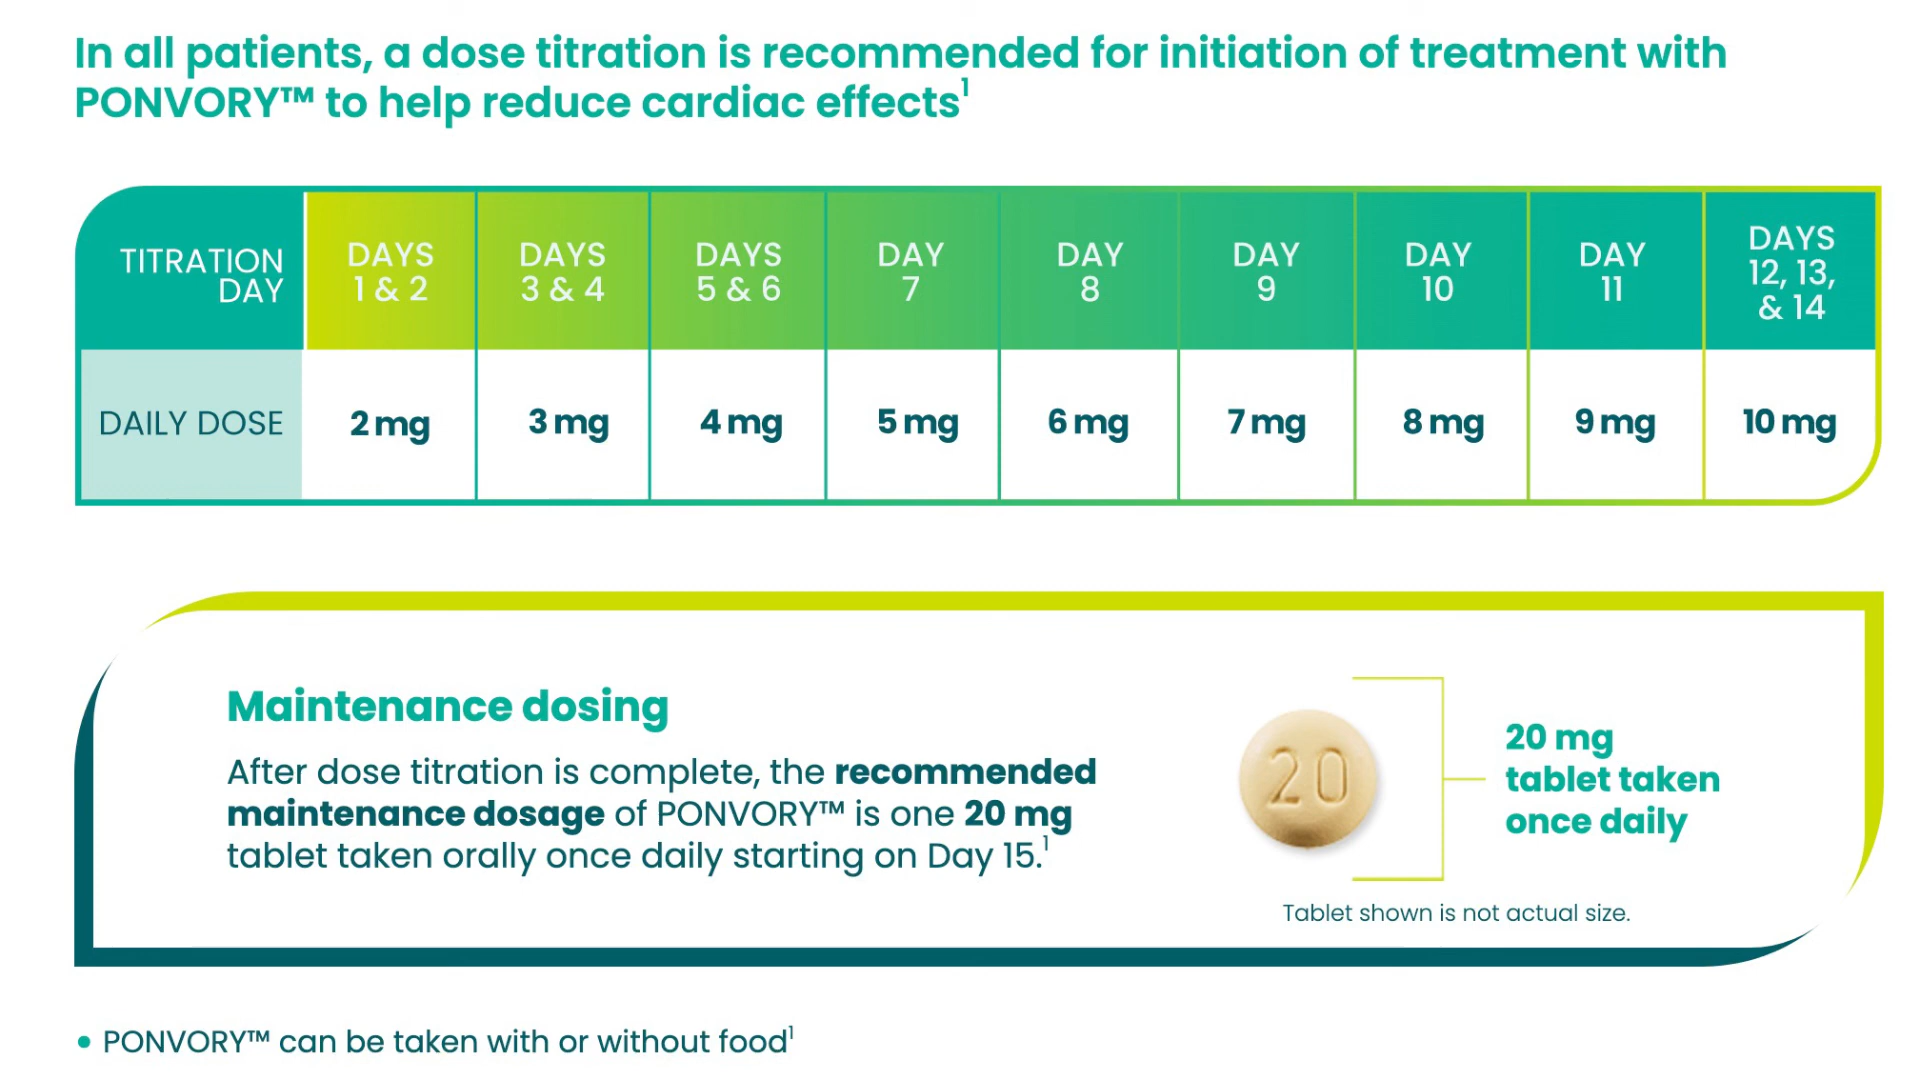 In all patients, a dose titration is recommended for initiation of treatment with
PONVORY™ to help reduce cardiac effects¹
TITRATION
DAY
DAYS
1 & 2
DAYS
3 & 4
DAYS
5 & 6
DAY
7
DAY
8
DAY
9
DAY
10
DAY
11
DAYS
12, 13,
& 14
DAILY DOSE
2 mg
3 mg
4 mg
5 mg
6 mg
7 mg
8 mg
9 mg
10 mg
Maintenance dosing
After dose titration is complete, the recommended
maintenance dosage of PONVORY™ is one 20 mg
tablet taken orally once daily starting on Day 15.¹
20
20 mg
tablet taken
once daily
Tablet shown is not actual size.
• PONVORY™ can be taken with or without food¹